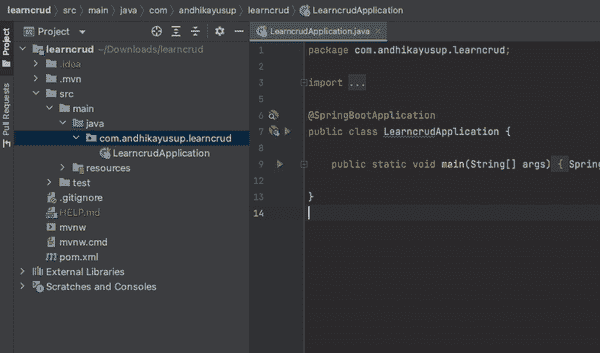 learncrud › src › main › java › com › andhikayusup › learncrud › LearncrudApplication
Project
Pull Requests
Project
learncrud ~/Downloads/learncrud
.idea
.mvn
src
main
java
com.andhikayusup.learncrud
LearncrudApplication
resources
test
.gitignore
HELP.md
mvnw
mvnw.cmd
pom.xml
External Libraries
Scratches and Consoles
LearncrudApplication.java
1 package com.andhikayusup.learncrud;
2
3 import ...
5
6 @SpringBootApplication
7 public class LearncrudApplication {
8
9 public static void main(String[] args) { Spring
12
13 }
14